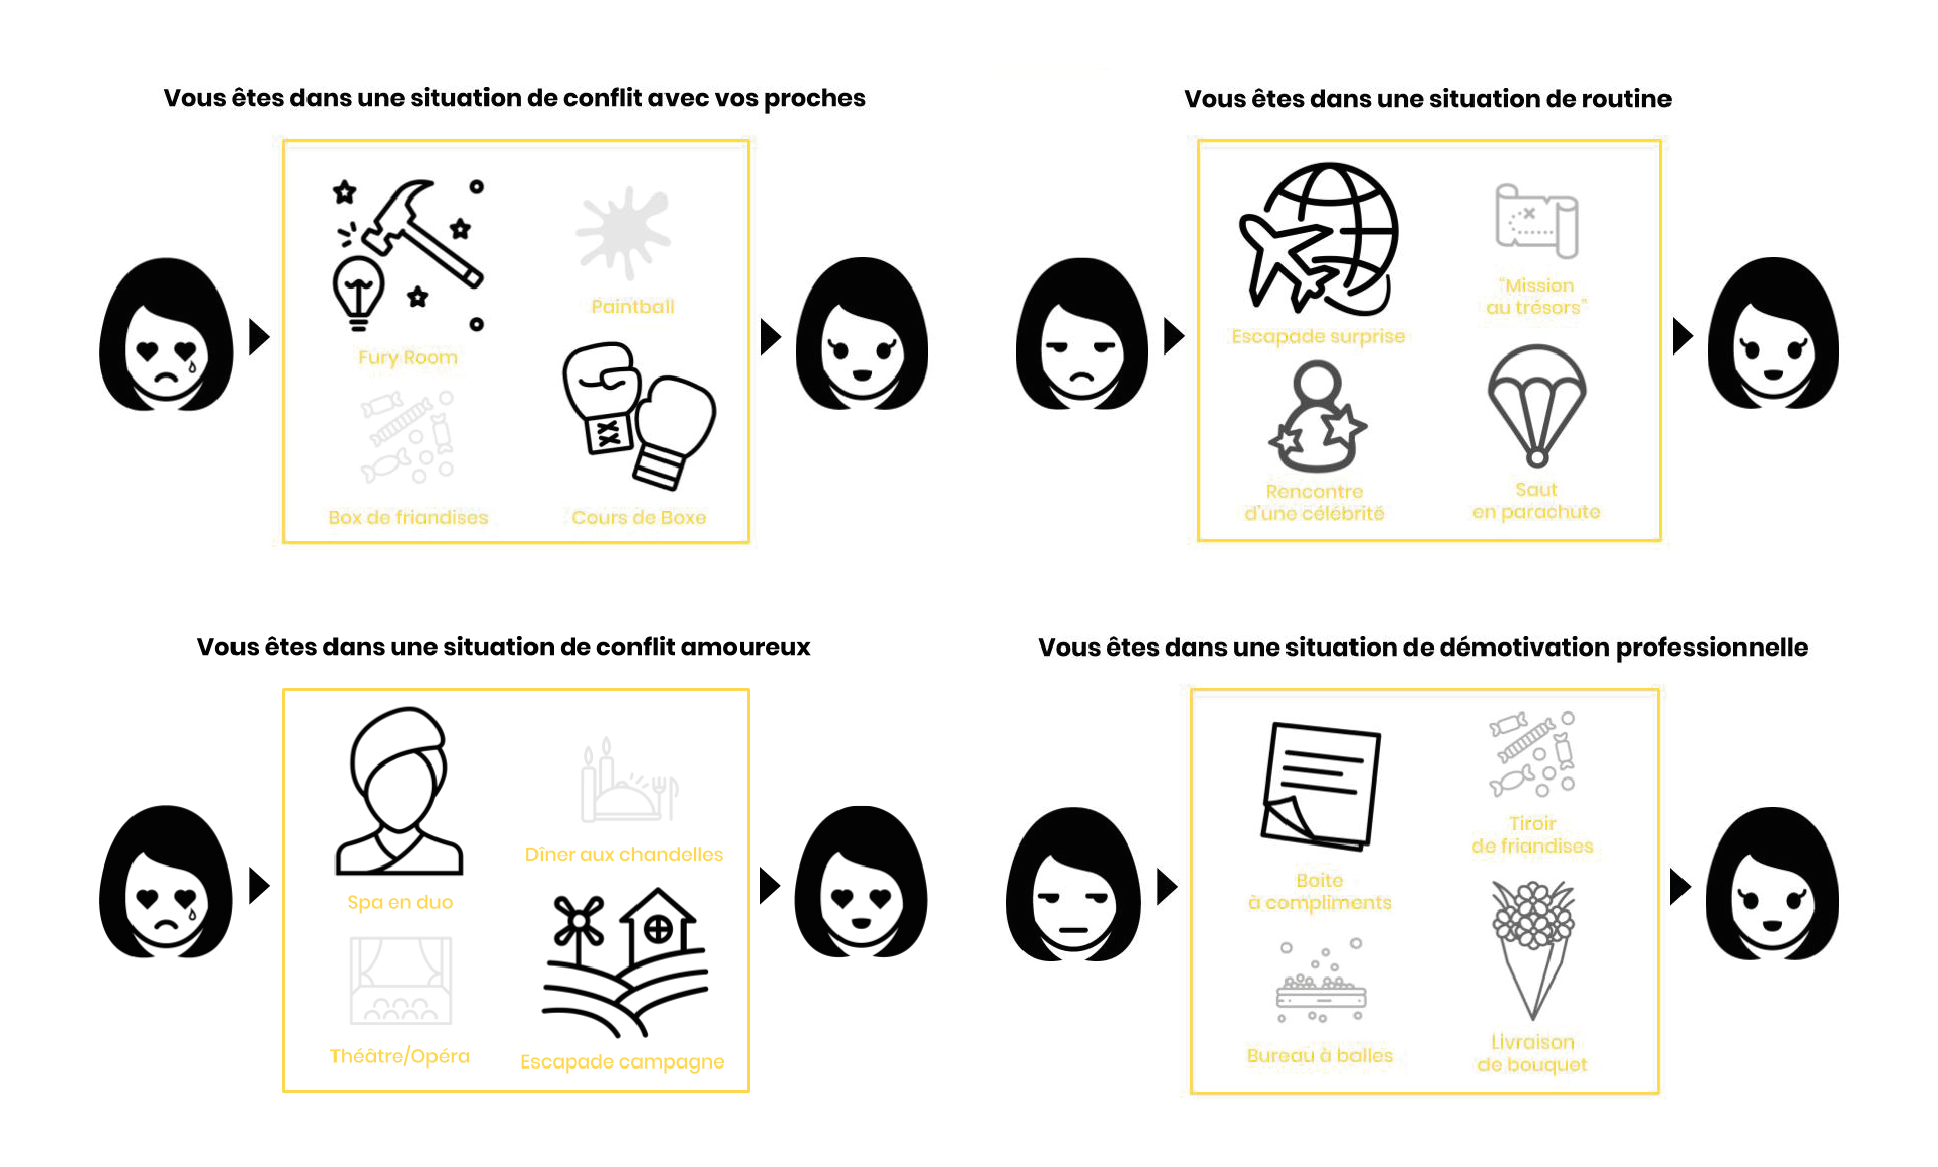 Vous êtes dans une situation de conflit avec vos proches
Fury Room
Paintball
Box de friandises
Cours de Boxe
Vous êtes dans une situation de routine
Escapade surprise
“Mission
au trésors”
Rencontre
d'une célébrité
Saut
en parachute
Vous êtes dans une situation de conflit amoureux
Spa en duo
Dîner aux chandelles
Théâtre/Opéra
Escapade campagne
Vous êtes dans une situation de démotivation professionnelle
Boite
à compliments
Tiroir
de friandises
Bureau à balles
Livraison
de bouquet